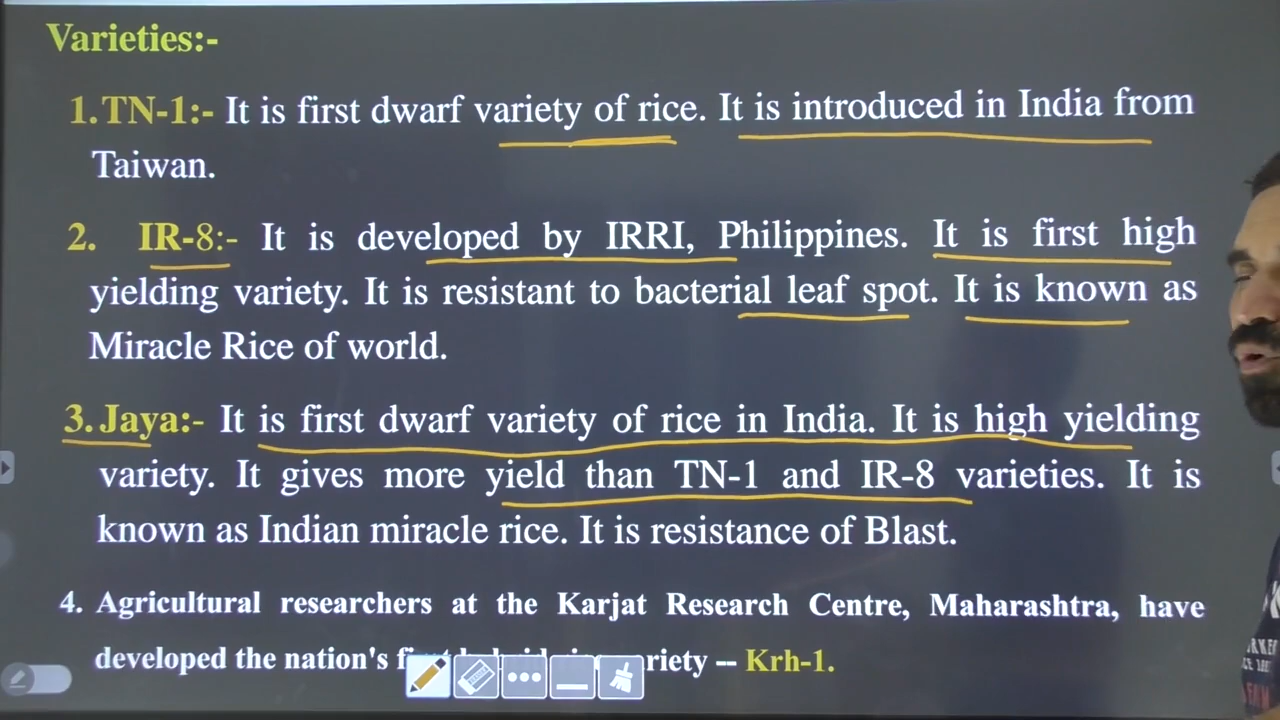 Varieties:-
1. TN-1:- It is first dwarf variety of rice. It is introduced in India from
Taiwan.
2. IR-8:- It is developed by IRRI, Philippines. It is first high
yielding variety. It is resistant to bacterial leaf spot. It is known as
Miracle Rice of world.
3. Jaya:- It is first dwarf variety of rice in India. It is high yielding
variety. It gives more yield than TN-1 and IR-8 varieties. It is
known as Indian miracle rice. It is resistance of Blast.
4. Agricultural researchers at the Karjat Research Centre, Maharashtra, have
developed the nation's -- Krh-1.